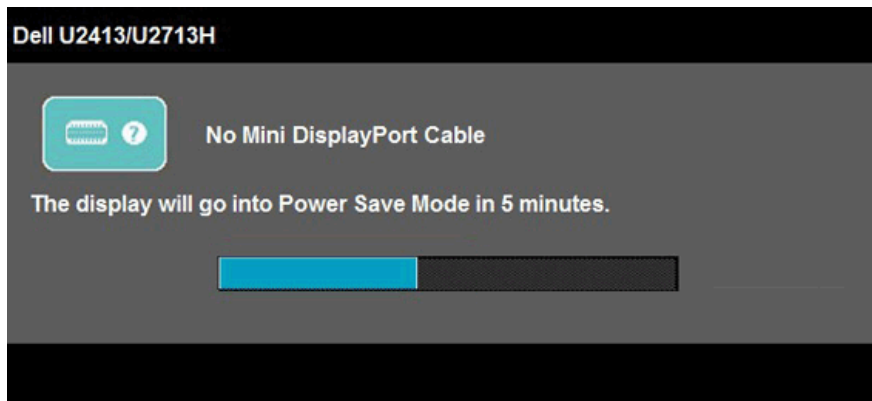 Dell U2413/U2713H
? No Mini DisplayPort Cable
The display will go into Power Save Mode in 5 minutes.